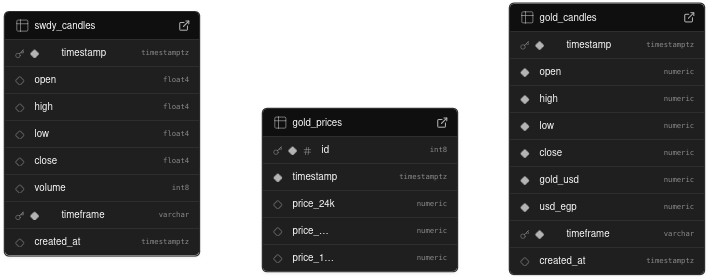 swdy_candles
timestamp timestamptz
open float4
high float4
low float4
close float4
volume int8
timeframe varchar
created_at timestamptz
gold_prices
# id int8
timestamp timestamptz
price_24k numeric
price_... numeric
price_1... numeric
gold_candles
timestamp timestamptz
open numeric
high numeric
low numeric
close numeric
gold_usd numeric
usd_egp numeric
timeframe varchar
created_at timestamptz